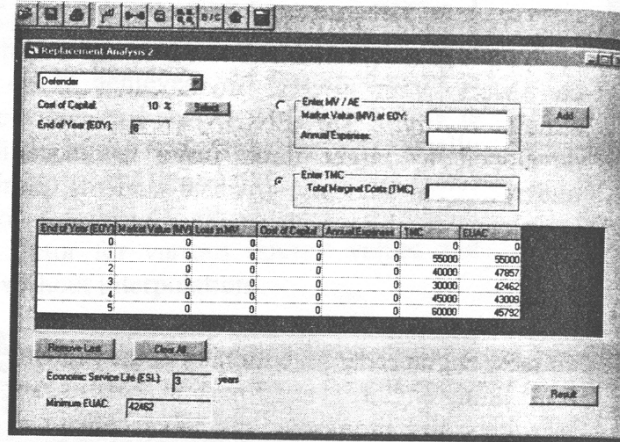 B/C
Replacement Analysis 2
Defender
Cost of Capital: 10 % Select
End of Year (EOY): 6
Enter MV / AE
Market Value (MV) at EOY:
Annual Expenses:
Add
Enter TMC
Total Marginal Costs (TMC):
End of Year (EOY) Market Value (MV) Loss in MV Cost of Capital Annual Expenses TMC EUAC
0 0 0 0 0 0 0
1 0 0 0 0 55000 55000
2 0 0 0 0 40000 47857
3 0 0 0 0 30000 42462
4 0 0 0 0 45000 43009
5 0 0 0 0 60000 45792
Remove Last Clear All
Economic Service Life (ESL): 3 years
Minimum EUAC: 42462
Result